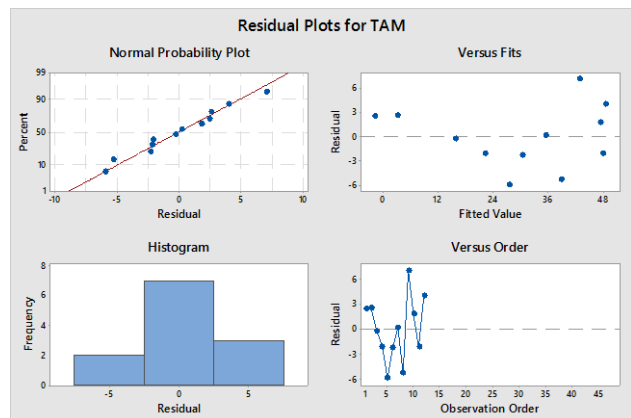 Residual Plots for TAM
Normal Probability Plot
99
90
50
10
1
Percent
-10 -5 0 5 10
Residual
Versus Fits
6
3
0
-3
-6
Residual
0 12 24 36 48
Fitted Value
Histogram
8
6
4
2
0
Frequency
-5 0 5
Residual
Versus Order
6
3
0
-3
-6
Residual
1 5 10 15 20 25 30 35 40 45
Observation Order